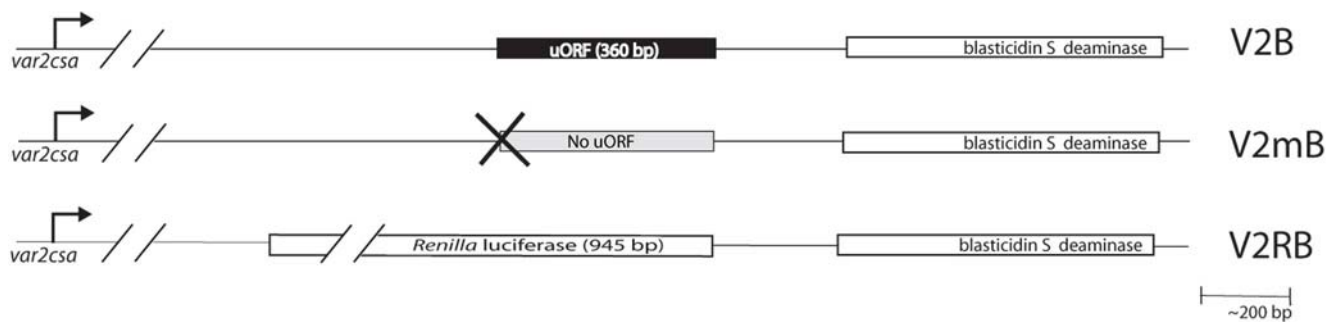 var2csa
uORF (360 bp)
blasticidin S deaminase
V2B
var2csa
No uORF
blasticidin S deaminase
V2mB
var2csa
Renilla luciferase (945 bp)
blasticidin S deaminase
V2RB
~200 bp